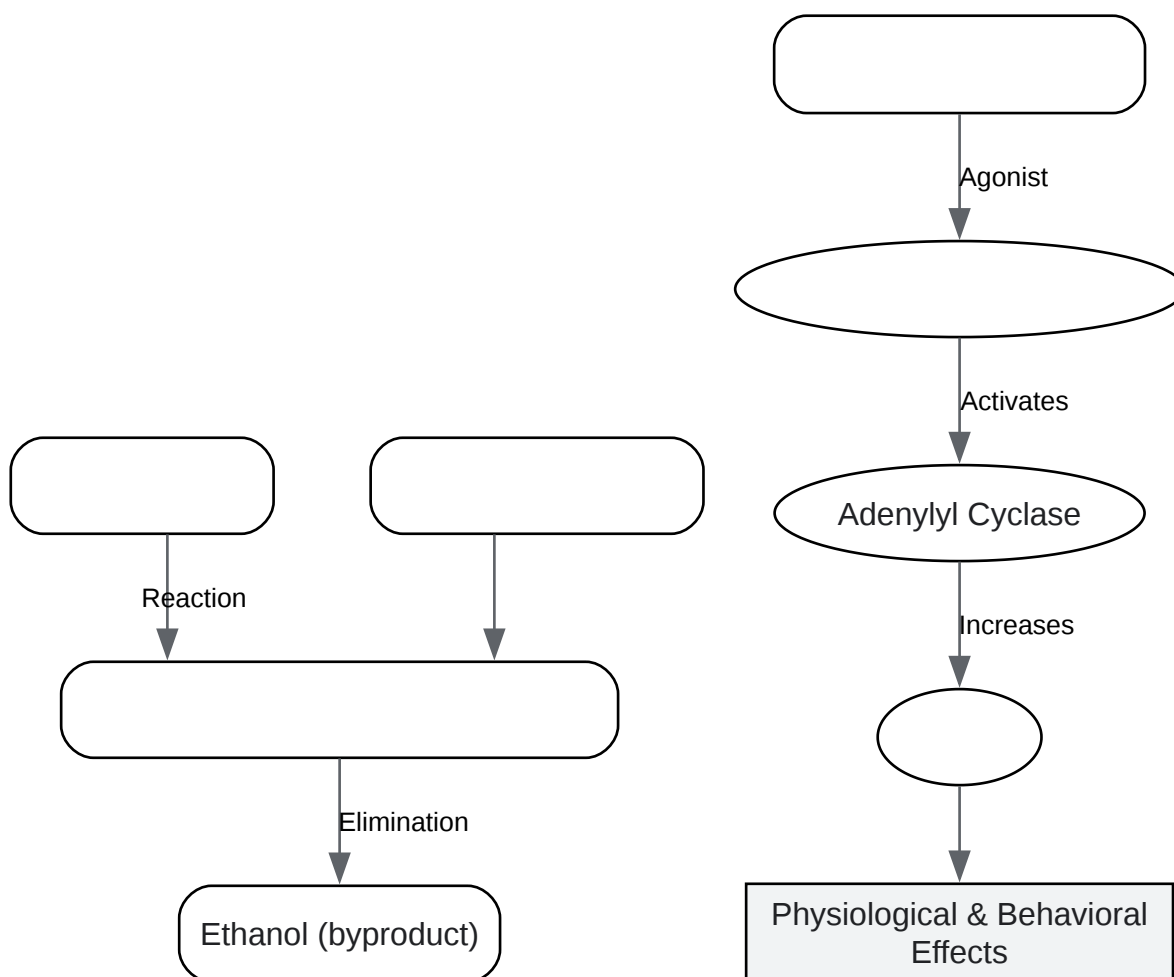 Agonist
Activates
Adenylyl Cyclase
Reaction
Increases
Elimination
Ethanol (byproduct)
Physiological & Behavioral
Effects